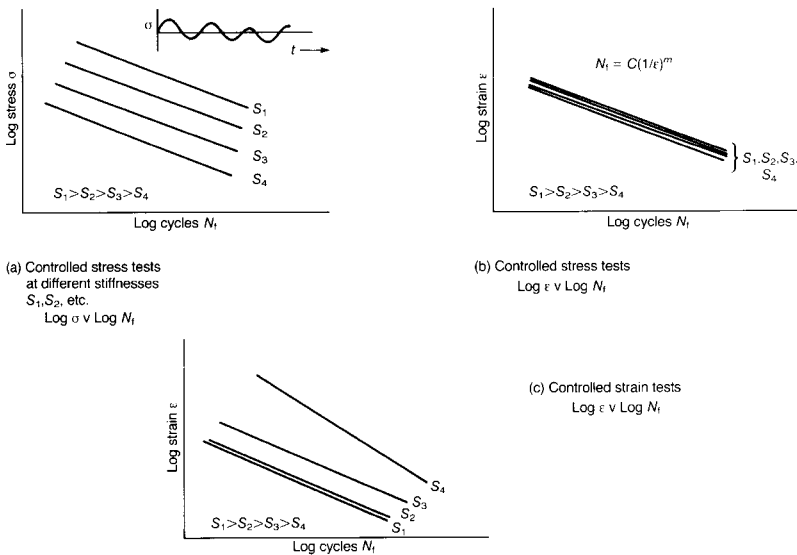 σ
t
Log stress σ
S₁
S₂
S₃
S₄
S₁>S₂>S₃>S₄
Log cycles Nf
(a) Controlled stress tests
at different stiffnesses
S₁,S₂, etc.
Log σ v Log Nf
Log strain ε
Nf = C(1/ε)ᵐ
S₁.S₂.S₃.
S₄
S₁>S₂>S₃>S₄
Log cycles Nf
(b) Controlled stress tests
Log ε v Log Nf
Log strain ε
S₄
S₃
S₂
S₁
S₁>S₂>S₃>S₄
Log cycles Nf
(c) Controlled strain tests
Log ε v Log Nf